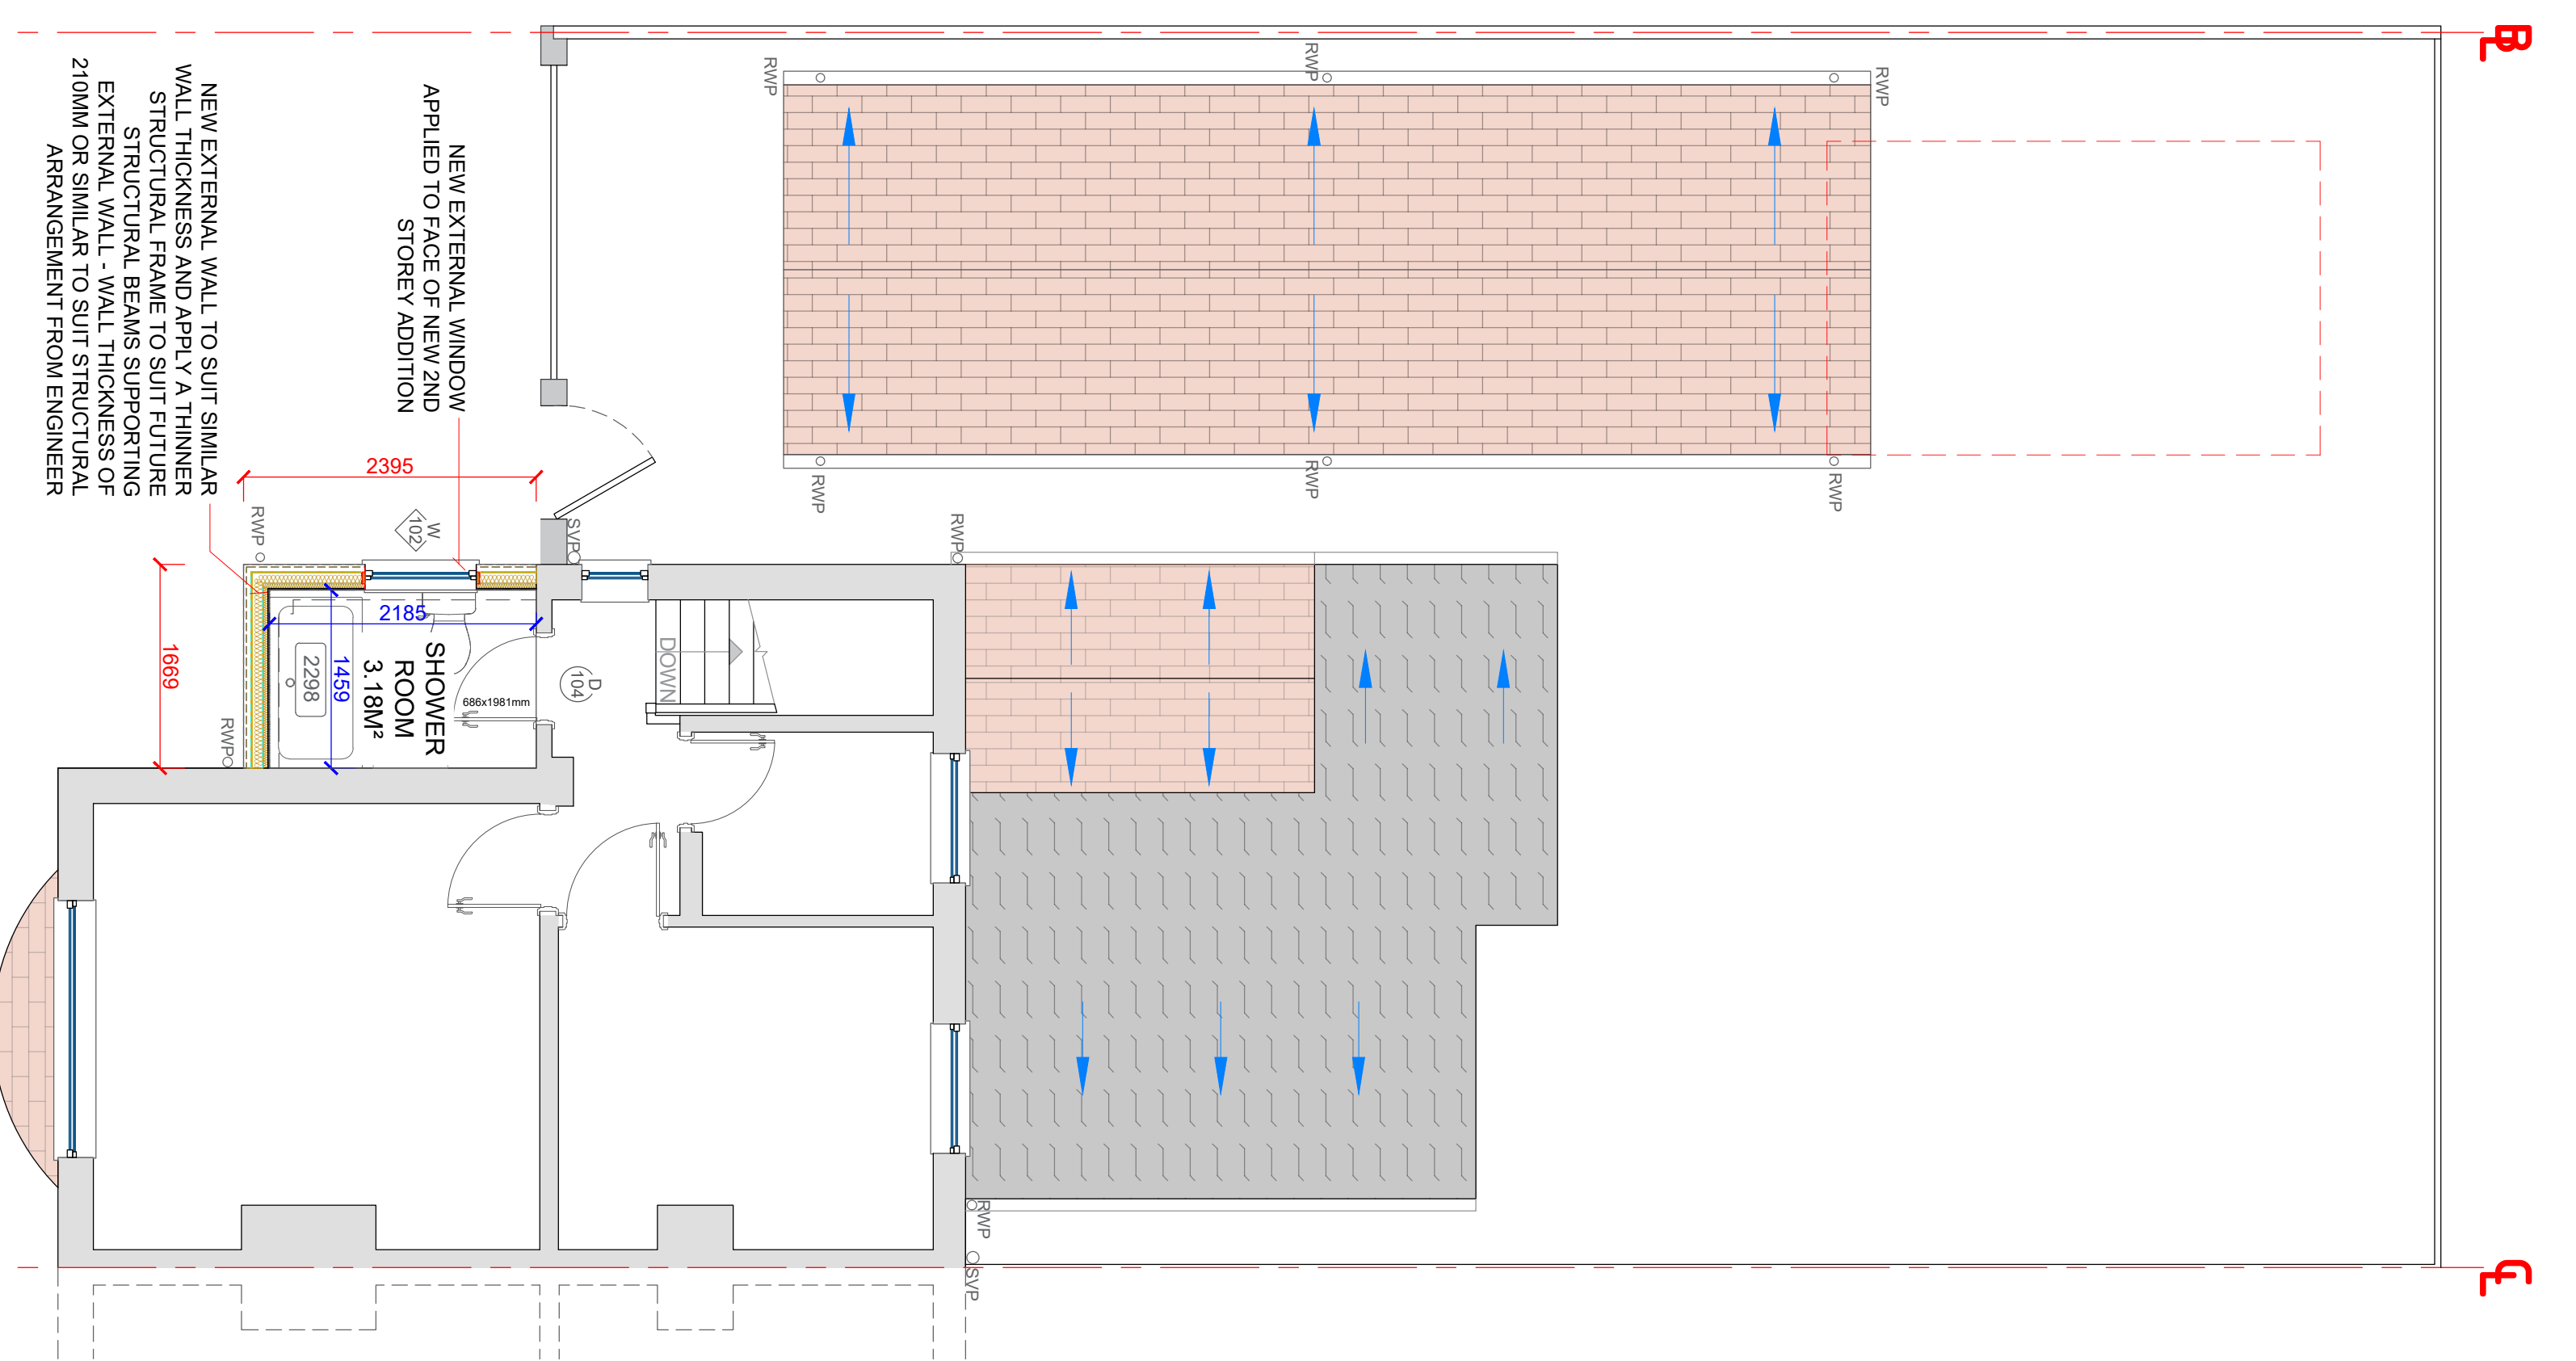 BL
RWP
RWP
RWP
NEW EXTERNAL WALL TO SUIT SIMILAR
WALL THICKNESS AND APPLY A THINNER
STRUCTURAL FRAME TO SUIT FUTURE
STRUCTURAL BEAMS SUPPORTING
EXTERNAL WALL - WALL THICKNESS OF
210MM OR SIMILAR TO SUIT STRUCTURAL
ARRANGEMENT FROM ENGINEER
NEW EXTERNAL WINDOW
APPLIED TO FACE OF NEW 2ND
STOREY ADDITION
RWP
RWP
RWP
2395
RWP
W
102
SVP
RWP
1669
2185
SHOWER
ROOM
3.18M²
1459
2298
686x1981mm
D
104
DOWN
RWP
RWP
SVP
CL